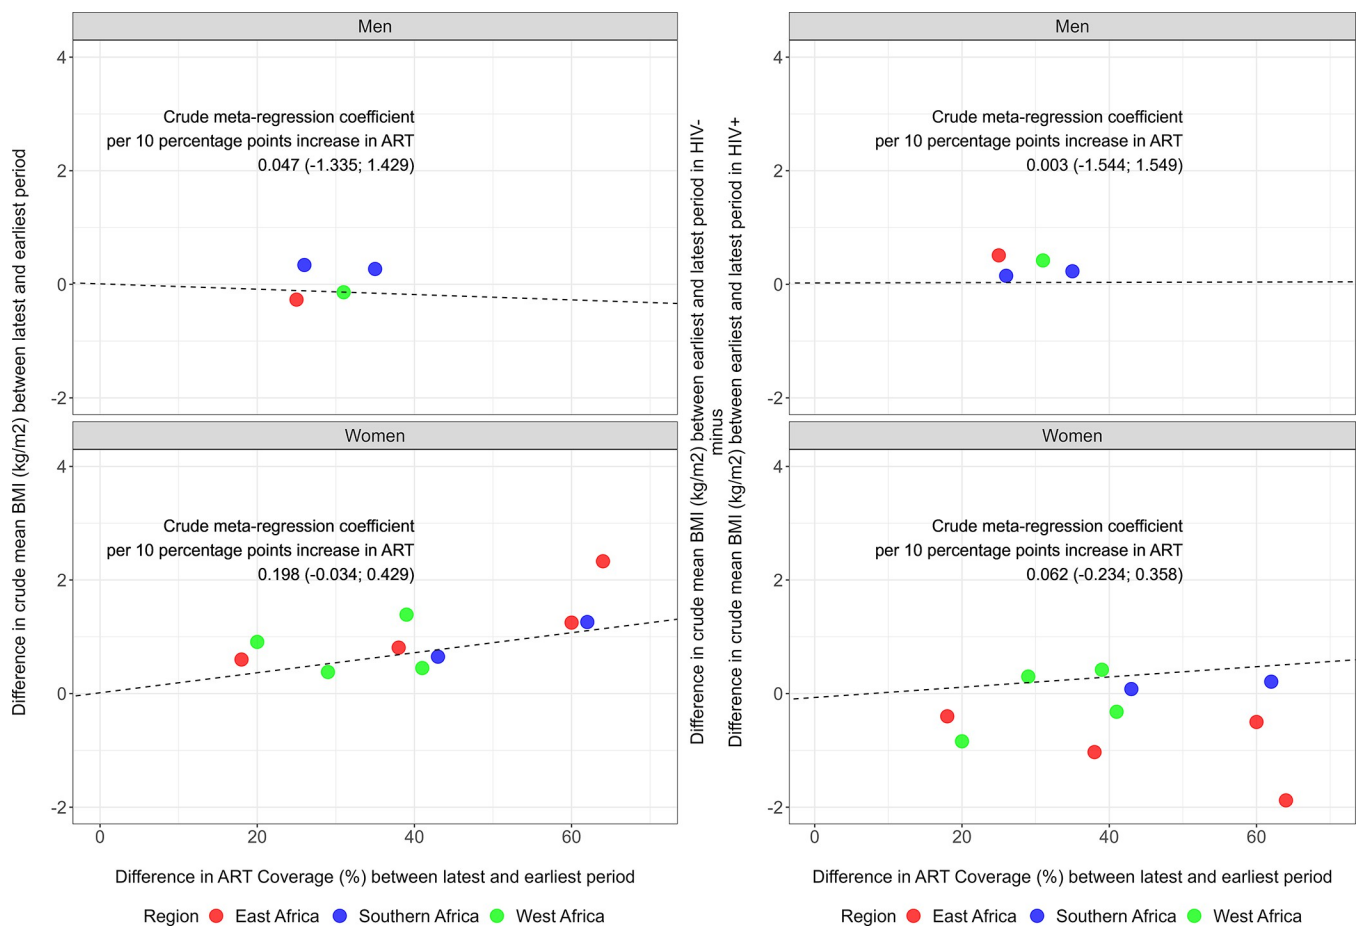 Men
4
2
0
-2
Crude meta-regression coefficient
per 10 percentage points increase in ART
0.047 (-1.335; 1.429)
Women
4
2
0
-2
Crude meta-regression coefficient
per 10 percentage points increase in ART
0.198 (-0.034; 0.429)
0 20 40 60
Difference in crude mean BMI (kg/m2) between latest and earliest period
Difference in ART Coverage (%) between latest and earliest period
Region East Africa Southern Africa West Africa
Difference in crude mean BMI (kg/m2) between earliest and latest period in HIV-
minus
Difference in crude mean BMI (kg/m2) between earliest and latest period in HIV+
Men
4
2
0
-2
Crude meta-regression coefficient
per 10 percentage points increase in ART
0.003 (-1.544; 1.549)
Women
4
2
0
-2
Crude meta-regression coefficient
per 10 percentage points increase in ART
0.062 (-0.234; 0.358)
0 20 40 60
Difference in ART Coverage (%) between latest and earliest period
Region East Africa Southern Africa West Africa